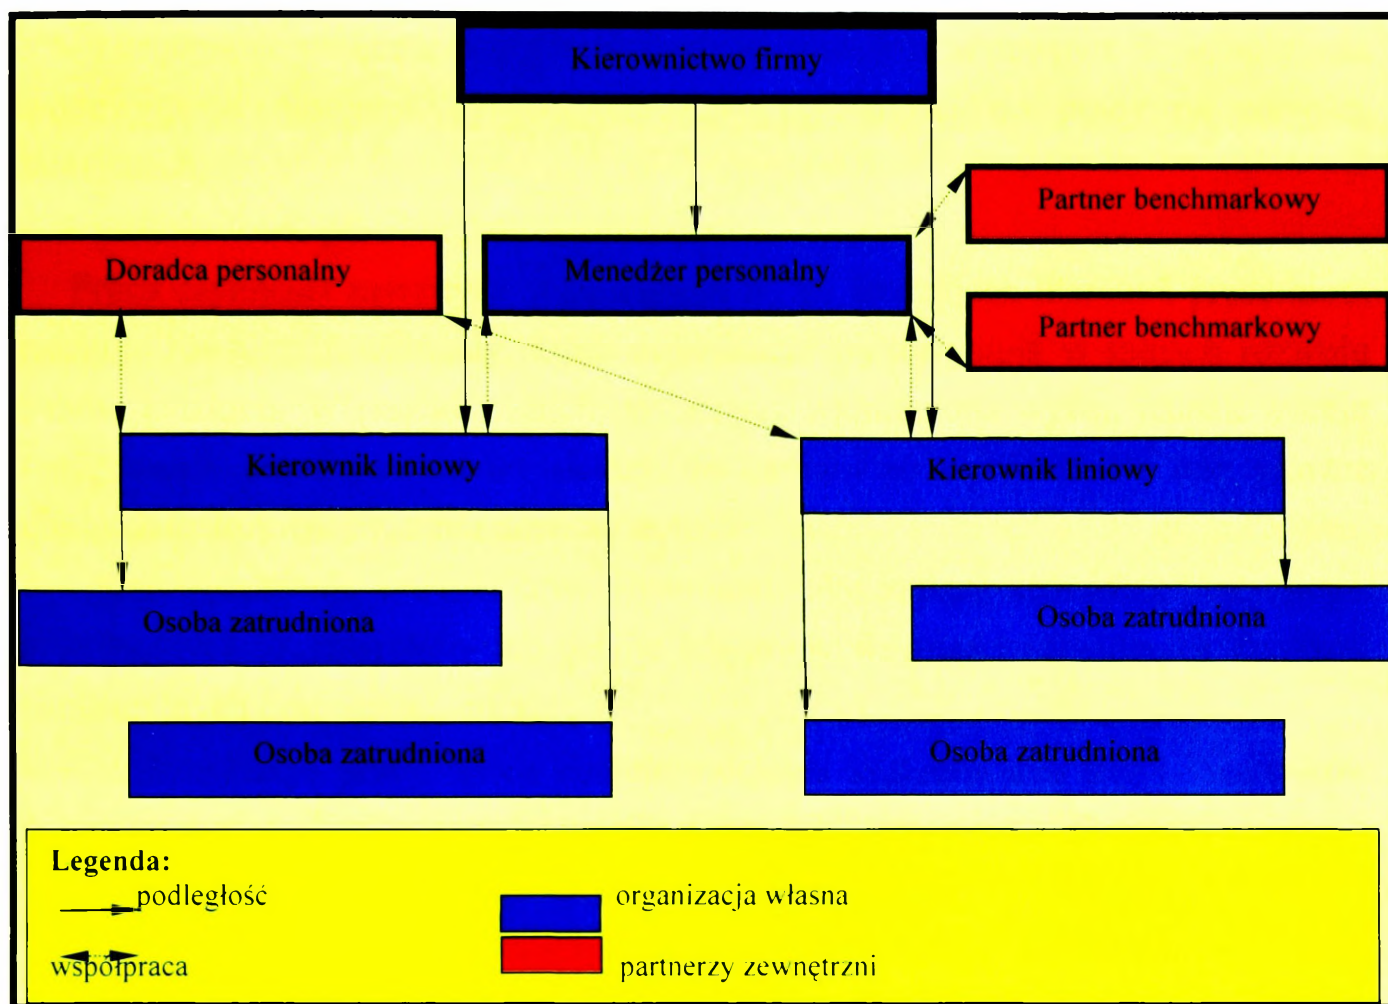 Kierownictwo firmy
Partner benchmarkowy
Doradca personalny
Menedżer personalny
Partner benchmarkowy
Kierownik liniowy
Kierownik liniowy
Osoba zatrudniona
Osoba zatrudniona
Osoba zatrudniona
Osoba zatrudniona
Legenda:
podległość
organizacja własna
współpraca
partnerzy zewnętrzni